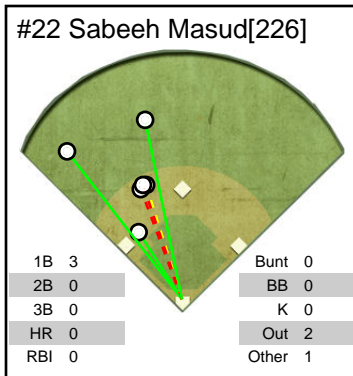 #22 Sabeeh Masud[226]
1B 3 Bunt 0
2B 0 BB 0
3B 0 K 0
HR 0 Out 2
RBI 0 Other 1